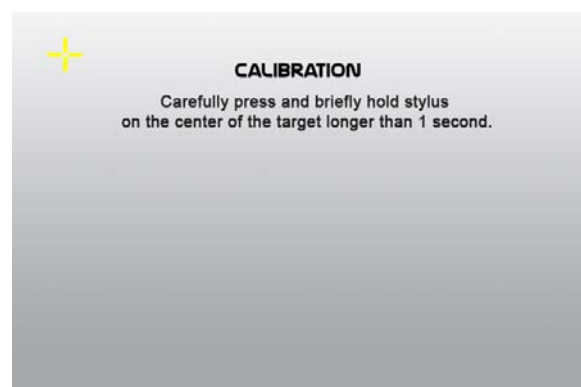 CALIBRATION
Carefully press and briefly hold stylus
on the center of the target longer than 1 second.